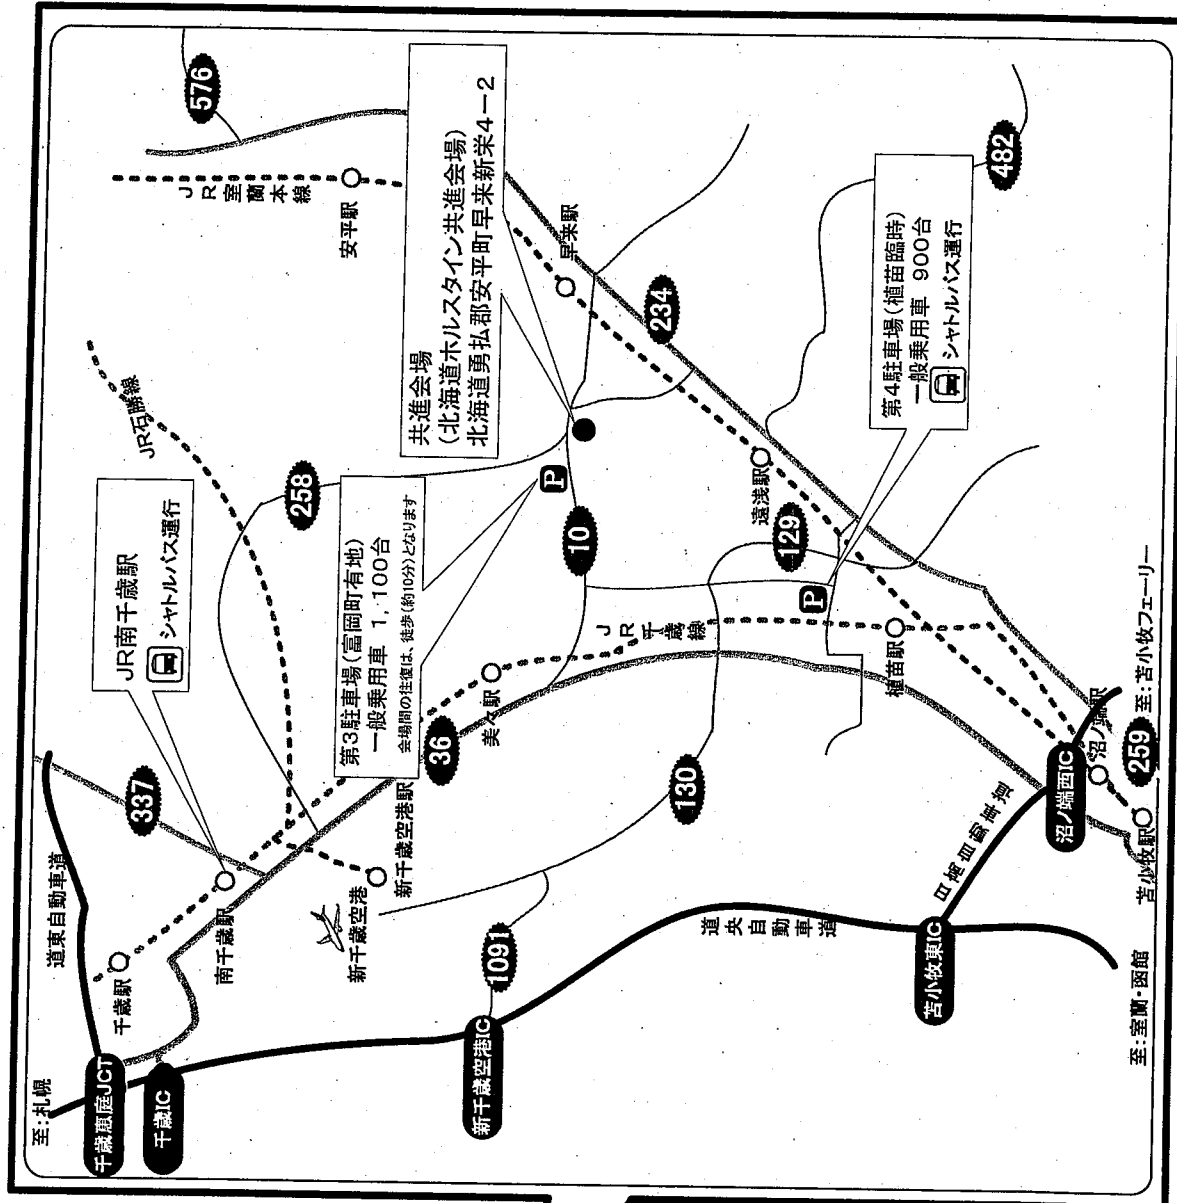 至:札幌
千歳恵庭JCT
千歳IC
道東自動車道
千歳駅
南千歳駅
337
JR南千歳駅
シャトルバス運行
JR石勝線
258
新千歳空港
新千歳空港駅
36
美々駅
第3駐車場(富岡町有地)
一般乗用車 1,100台
会場間の往復は、徒歩(約10分)となります
P
10
共進会場
(北海道ホルスタイン共進会場)
北海道勇払郡安平町早来新栄4-2
JR室蘭本線
安平駅
576
早来駅
234
新千歳空港IC
1091
130
JR千歳線
129
遠浅駅
P
第4駐車場(植苗臨時)
一般乗用車 900台
シャトルバス運行
482
植苗駅
道央自動車道
苫小牧東IC
日高自動車道
沼ノ端西IC
沼ノ端駅
259
苫小牧駅
至:苫小牧フェーリー
至:室蘭・函館